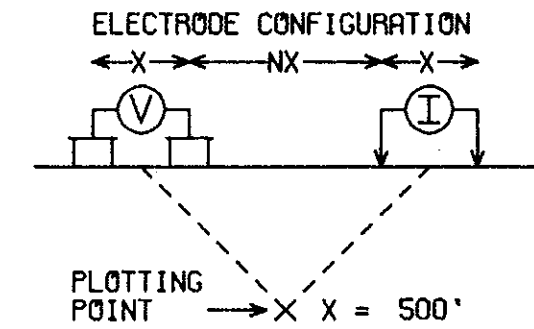 ELECTRODE CONFIGURATION
X NX X
V I
PLOTTING
POINT X X = 500'